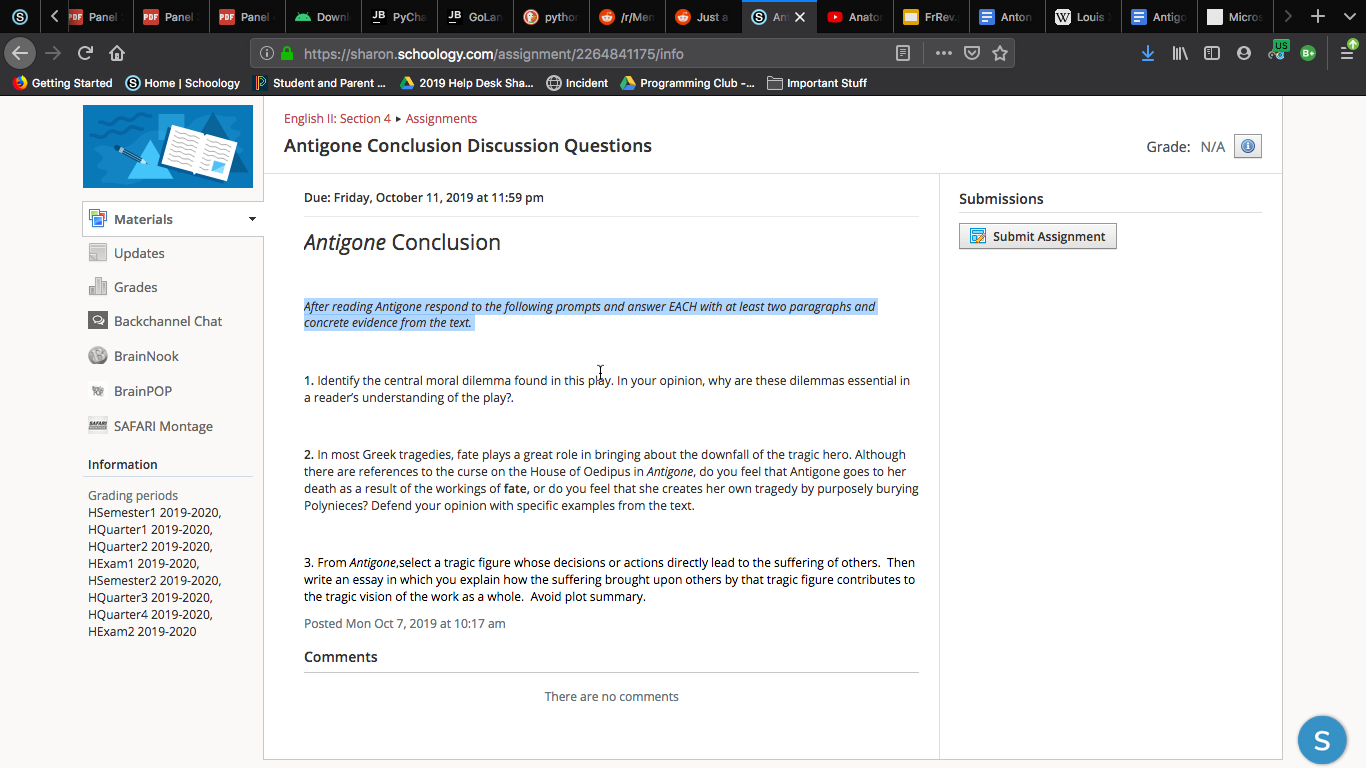 Panel
PDF Panel
PDF Panel
Downl
JB PyCha
JB GoLan
python
/r/Mer
Just a
S An
Anator
FrRev.
Anton
W Louis
Antigo
Micros
https://sharon.schoology.com/assignment/2264841175/info
US
B+
Getting Started
Home | Schoology
Student and Parent ...
2019 Help Desk Sha...
Incident
Programming Club -...
Important Stuff
English II: Section 4 ▸ Assignments
Antigone Conclusion Discussion Questions
Grade: N/A
Materials
Updates
Grades
Backchannel Chat
BrainNook
BrainPOP
SAFARI Montage
Information
Grading periods
HSemester1 2019-2020,
HQuarter1 2019-2020,
HQuarter2 2019-2020,
HExam1 2019-2020,
HSemester2 2019-2020,
HQuarter3 2019-2020,
HQuarter4 2019-2020,
HExam2 2019-2020
Due: Friday, October 11, 2019 at 11:59 pm
Antigone Conclusion
After reading Antigone respond to the following prompts and answer EACH with at least two paragraphs and
concrete evidence from the text.
1. Identify the central moral dilemma found in this play. In your opinion, why are these dilemmas essential in
a reader's understanding of the play?.
2. In most Greek tragedies, fate plays a great role in bringing about the downfall of the tragic hero. Although
there are references to the curse on the House of Oedipus in Antigone, do you feel that Antigone goes to her
death as a result of the workings of fate, or do you feel that she creates her own tragedy by purposely burying
Polynieces? Defend your opinion with specific examples from the text.
3. From Antigone,select a tragic figure whose decisions or actions directly lead to the suffering of others. Then
write an essay in which you explain how the suffering brought upon others by that tragic figure contributes to
the tragic vision of the work as a whole. Avoid plot summary.
Posted Mon Oct 7, 2019 at 10:17 am
Comments
There are no comments
Submissions
Submit Assignment
S